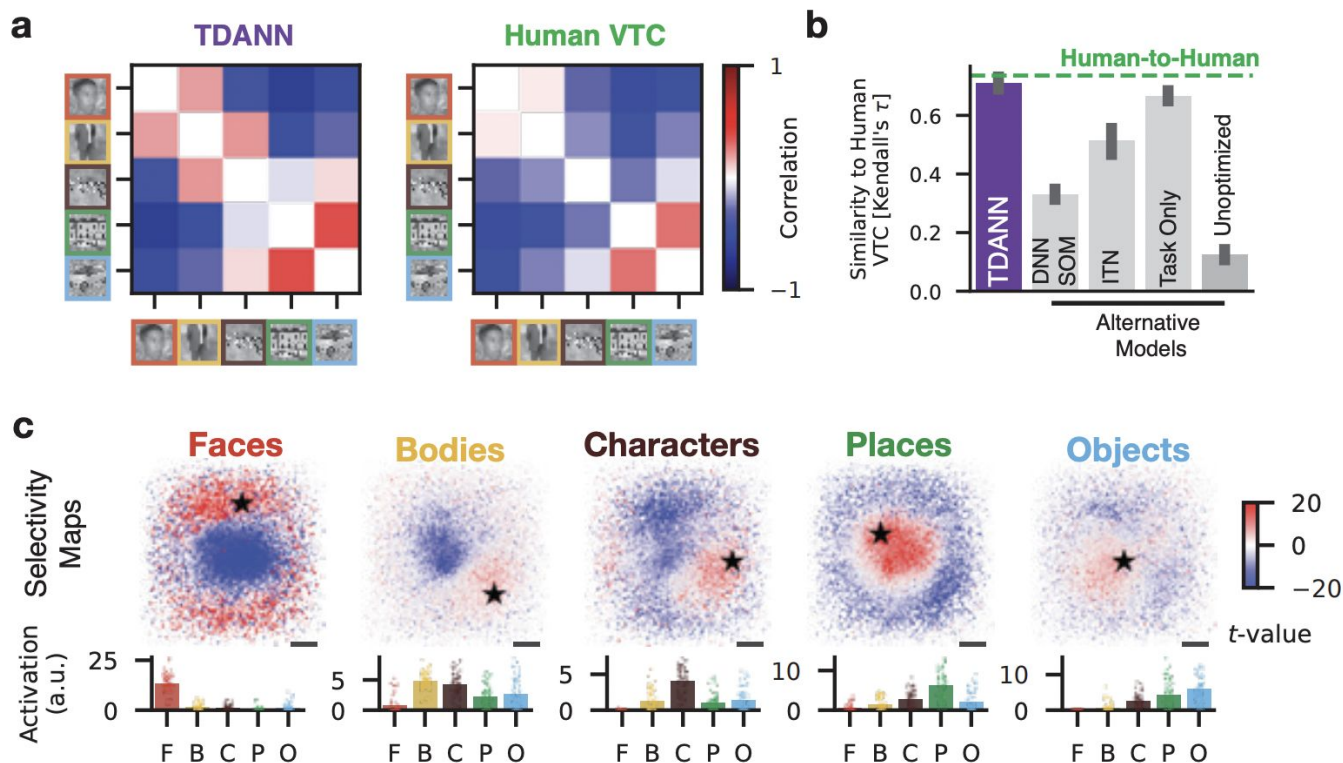 a
TDANN
Human VTC
1
Correlation
−1
b
Human-to-Human
Similarity to Human
VTC [Kendall's τ]
0.6
0.4
0.2
0.0
TDANN
DNN
SOM
ITN
Task Only
Unoptimized
Alternative
Models
c
Faces
Bodies
Characters
Places
Objects
Selectivity
Maps
20
0
−20
t-value
Activation
(a.u.)
25
0
5
0
5
0
10
0
10
0
F B C P O
F B C P O
F B C P O
F B C P O
F B C P O